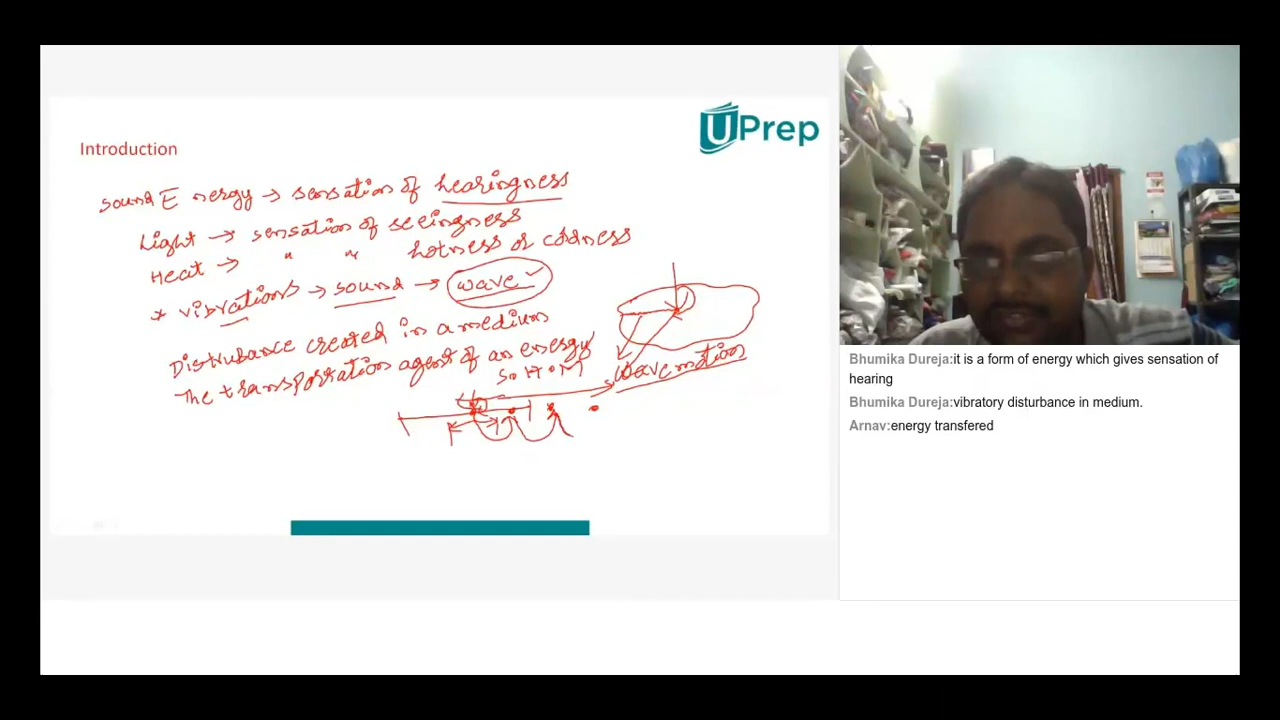 UPrep
Introduction
sound Energy → sensation of hearingness
Light → sensation of seeingness
Heat → " " hotness or coldness
* vibrations → sound → wave ✓
Distrubance created in a medium
The transportation agent of an energy
S.H.M
wave motion
Bhumika Dureja:it is a form of energy which gives sensation of
hearing
Bhumika Dureja:vibratory disturbance in medium.
Arnav:energy transfered